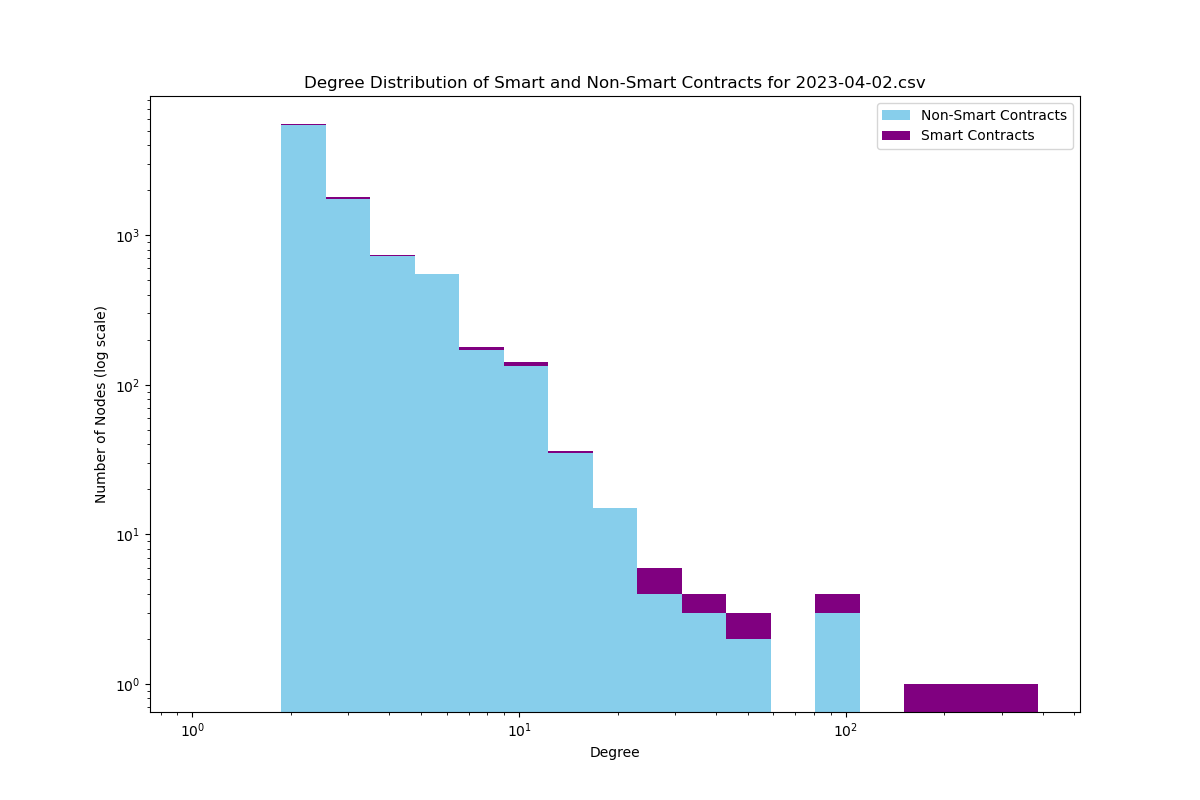 Degree Distribution of Smart and Non-Smart Contracts for 2023-04-02.csv
Non-Smart Contracts
Smart Contracts
Number of Nodes (log scale)
10³
10²
10¹
10⁰
10⁰ 10¹ 10²
Degree